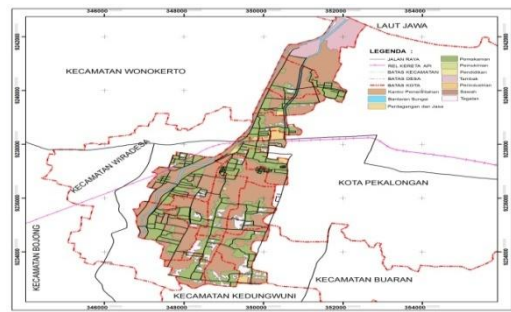 346000 348000 350000 352000 354000
LAUT JAWA
LEGENDA :
JALAN RAYA
REL KERETA API
BATAS KECAMATAN
BATAS DESA
BATAS KOTA
Kantor Pemerintahan
Bantaran Sungai
Perdagangan dan Jasa
Pemakaman
Pemukiman
Pendidikan
Tambak
Sawah
Tegalan
KECAMATAN WONOKERTO
KECAMATAN WIRADESA
KOTA PEKALONGAN
KECAMATAN BOJONG
KECAMATAN BUARAN
KECAMATAN KEDUNGWUNI
346000 348000 350000 352000 354000